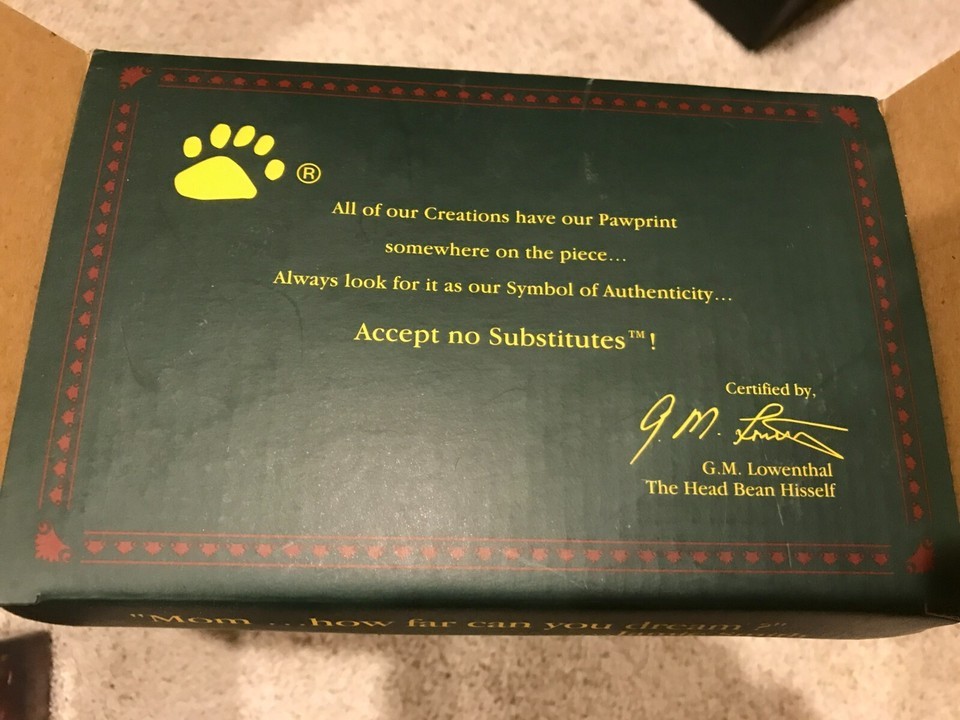 ®
All of our Creations have our Pawprint
somewhere on the piece...
Always look for it as our Symbol of Authenticity...
Accept no Substitutes™!
Certified by,
G.M. Lowenthal
G.M. Lowenthal
The Head Bean Hisself
"Mom ...how far can you dream ?"